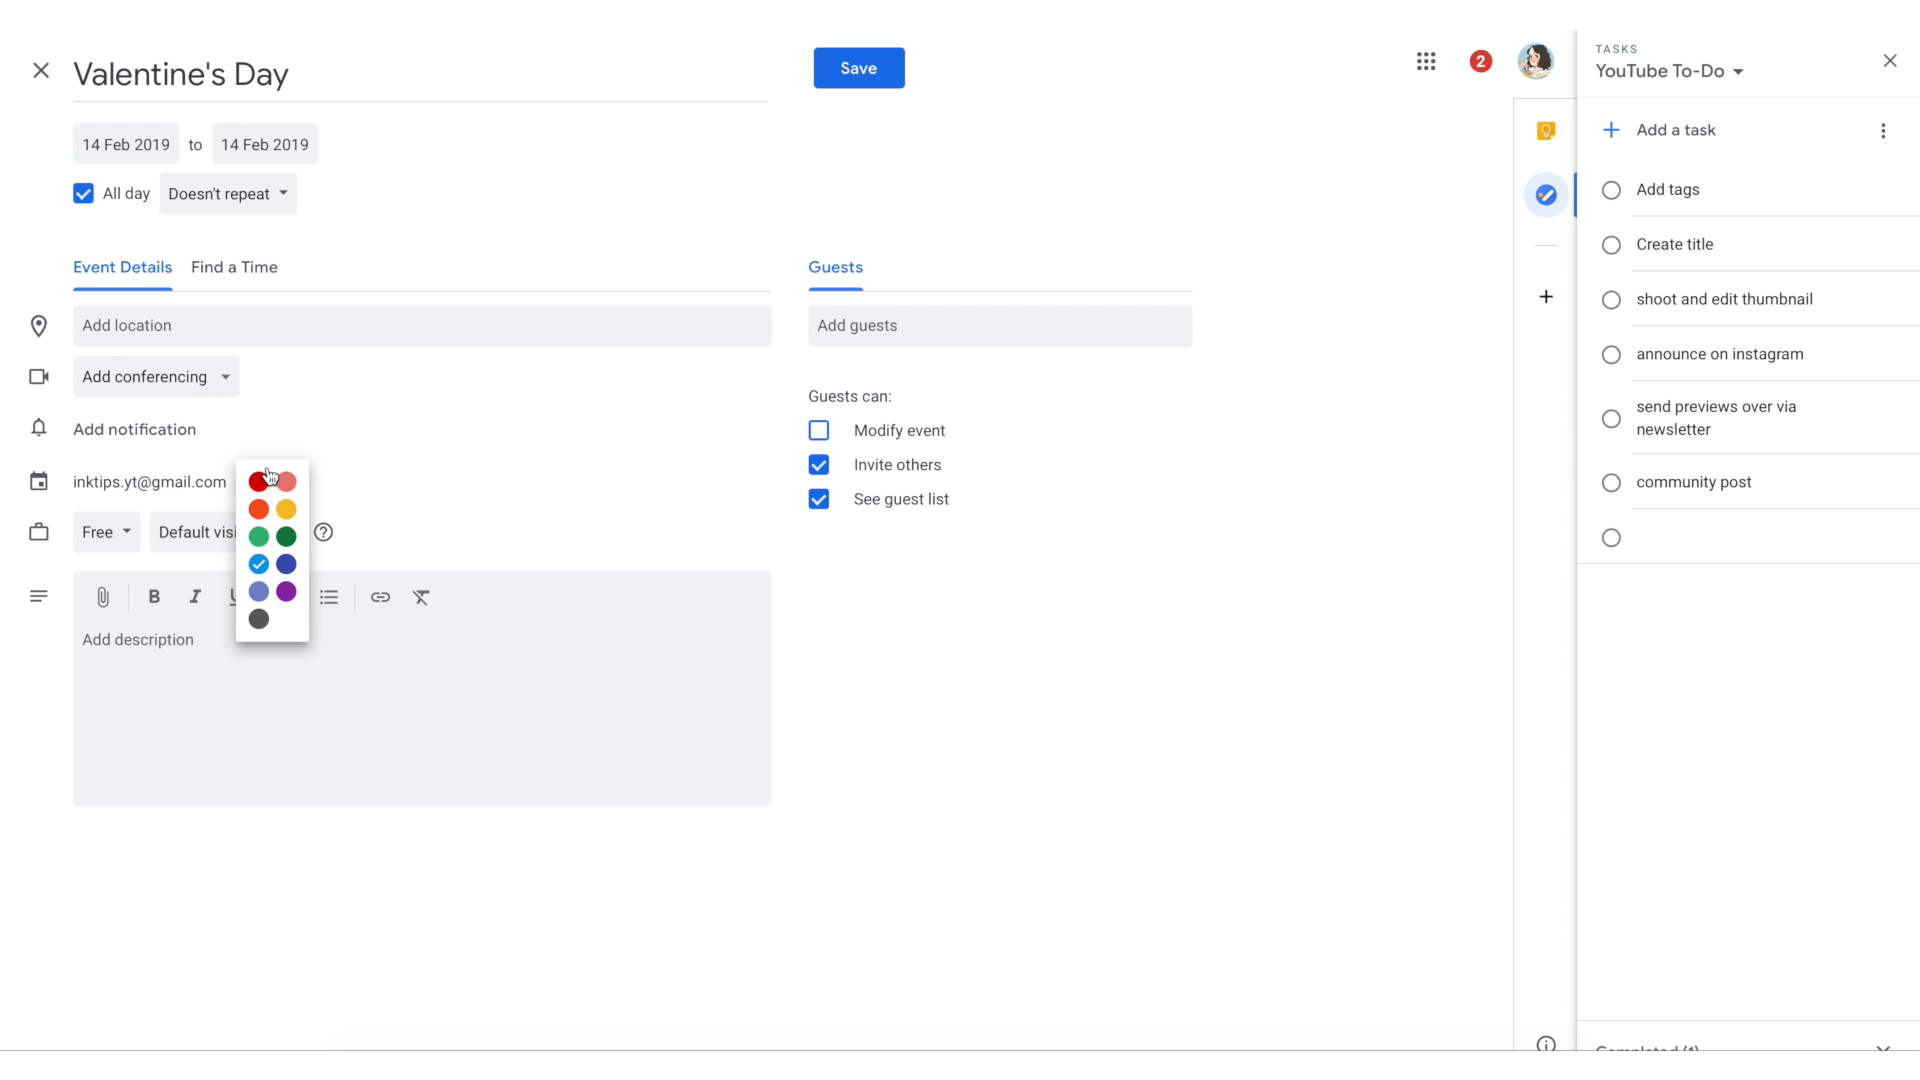 Valentine's Day
Save
14 Feb 2019 to 14 Feb 2019
All day Doesn't repeat
Event Details Find a Time
Add location
Add conferencing
Add notification
inktips.yt@gmail.com
Free Default visi
B I U
Add description
Guests
Add guests
Guests can:
Modify event
Invite others
See guest list
2
TASKS
YouTube To-Do
Add a task
Add tags
Create title
shoot and edit thumbnail
announce on instagram
send previews over via
newsletter
community post
Completed (1)